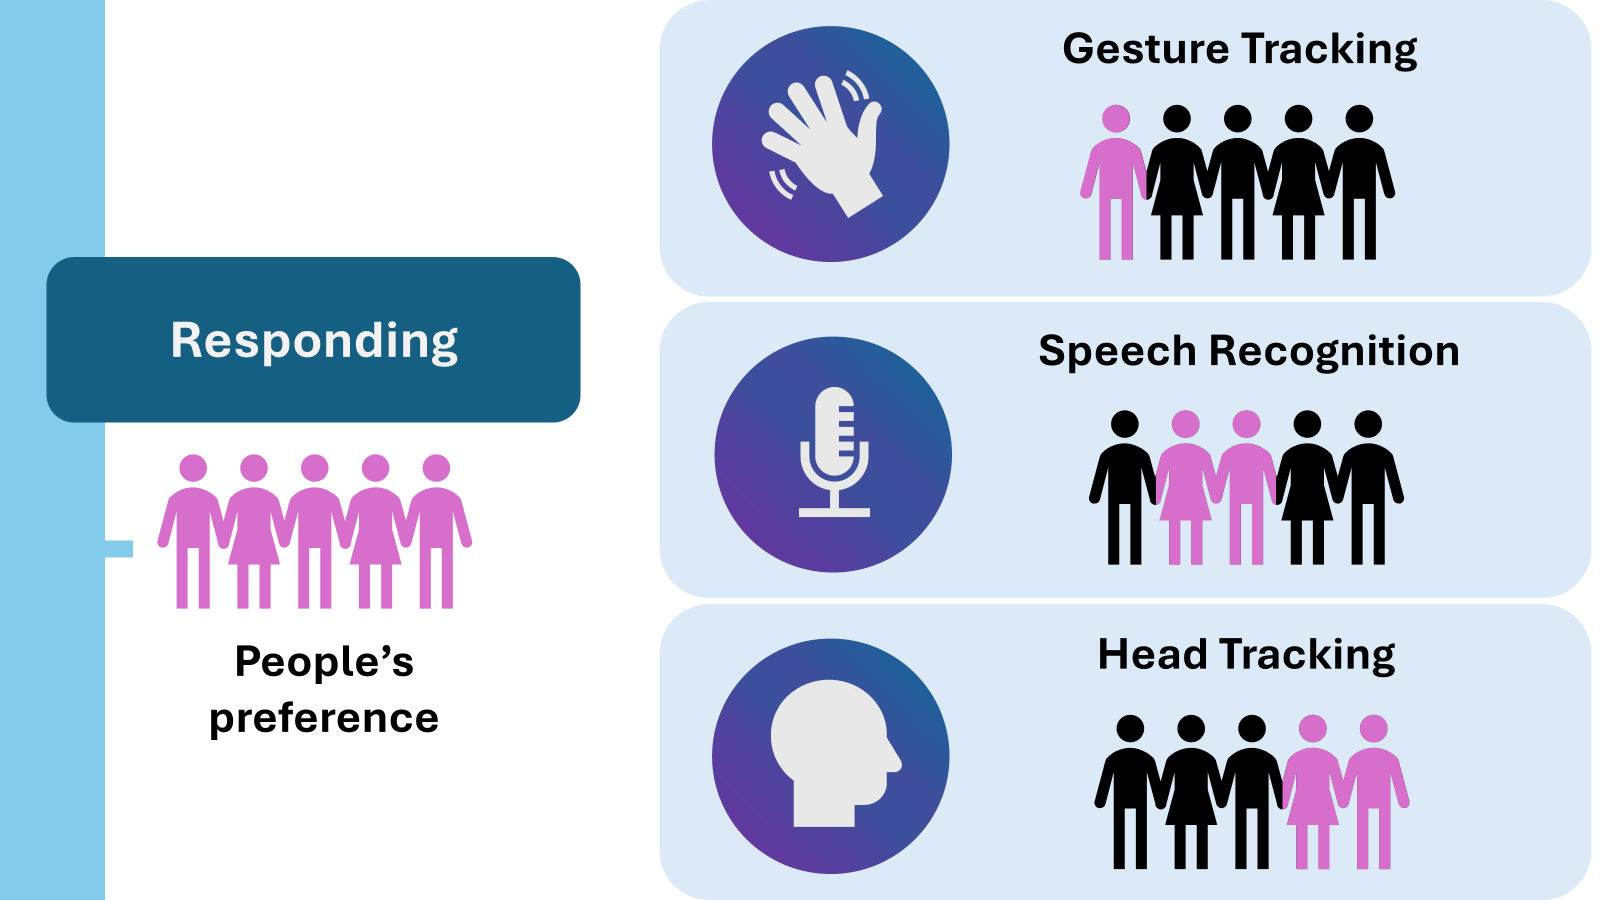 Responding
People’s
preference
Gesture Tracking
Speech Recognition
Head Tracking